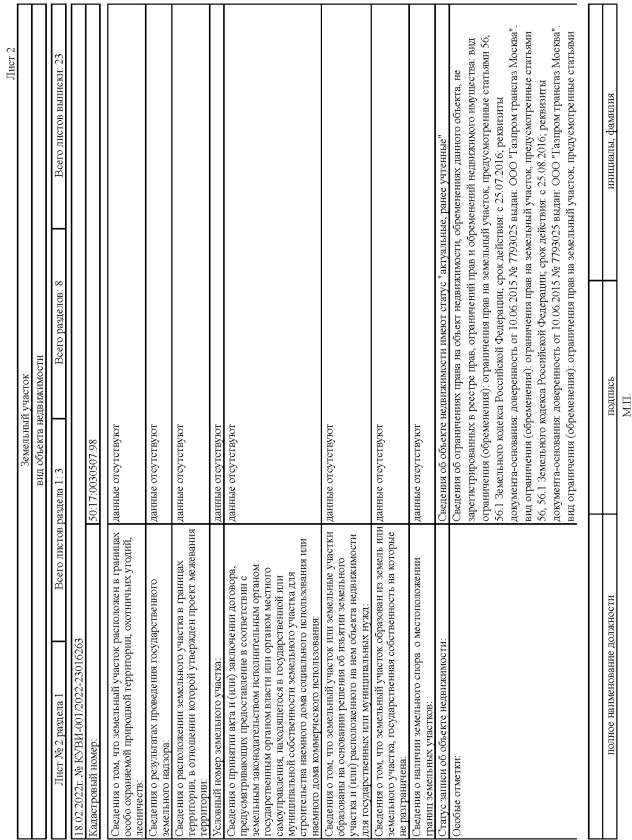 Лист 2
Земельный участок
вид объекта недвижимости
Лист № 2 раздела 1 Всего листов раздела 1: 3 Всего разделов: 8 Всего листов выписки: 23
18.02.2022г. № КУВИ-001/2022-23016263
Кадастровый номер: 50:17:0030507:98
Сведения о том, что земельный участок расположен в границах данные отсутствуют
особо охраняемой природной территории, охотничьих угодий,
лесничеств:
Сведения о результатах проведения государственного данные отсутствуют
земельного надзора:
Сведения о расположении земельного участка в границах данные отсутствуют
территории, в отношении которой утвержден проект межевания
территории:
Условный номер земельного участка: данные отсутствуют
Сведения о принятии акта и (или) заключении договора, данные отсутствуют
предусматривающих предоставление в соответствии с
земельным законодательством исполнительным органом
государственным органом власти или органом местного
самоуправления, находящегося в государственной или
муниципальной собственности земельного участка для
строительства наемного дома социального использования или
наемного дома коммерческого использования:
Сведения о том, что земельный участок или земельные участки данные отсутствуют
образованы на основании решения об изъятии земельного
участка и (или) расположенного на нем объекта недвижимости
для государственных или муниципальных нужд:
Сведения о том, что земельный участок образован из земель или данные отсутствуют
земельного участка, государственная собственность на которые
не разграничена:
Сведения о наличии земельного спора о местоположении
границ земельных участков:
Статус записи об объекте недвижимости: Сведения об объекте недвижимости имеют статус "актуальные, ранее учтенные"
Особые отметки: Сведения об ограничениях права на объект недвижимости, обременениях данного объекта, не
зарегистрированных в реестре прав, ограничений прав и обременений недвижимого имущества: вид
ограничения (обременения): ограничения прав на земельный участок, предусмотренные статьями 56,
56.1 Земельного кодекса Российской Федерации; срок действия: с 25.07.2016; реквизиты
документа-основания: доверенность от 10.06.2015 № 7793025 выдан: ООО "Газпром трансгаз Москва".
вид ограничения (обременения): ограничения прав на земельный участок, предусмотренные статьями
56, 56.1 Земельного кодекса Российской Федерации; срок действия: с 25.08.2016; реквизиты
документа-основания: доверенность от 10.06.2015 № 7793025 выдан: ООО "Газпром трансгаз Москва".
вид ограничения (обременения): ограничения прав на земельный участок, предусмотренные статьями
полное наименование должности подпись инициалы, фамилия
М.П.